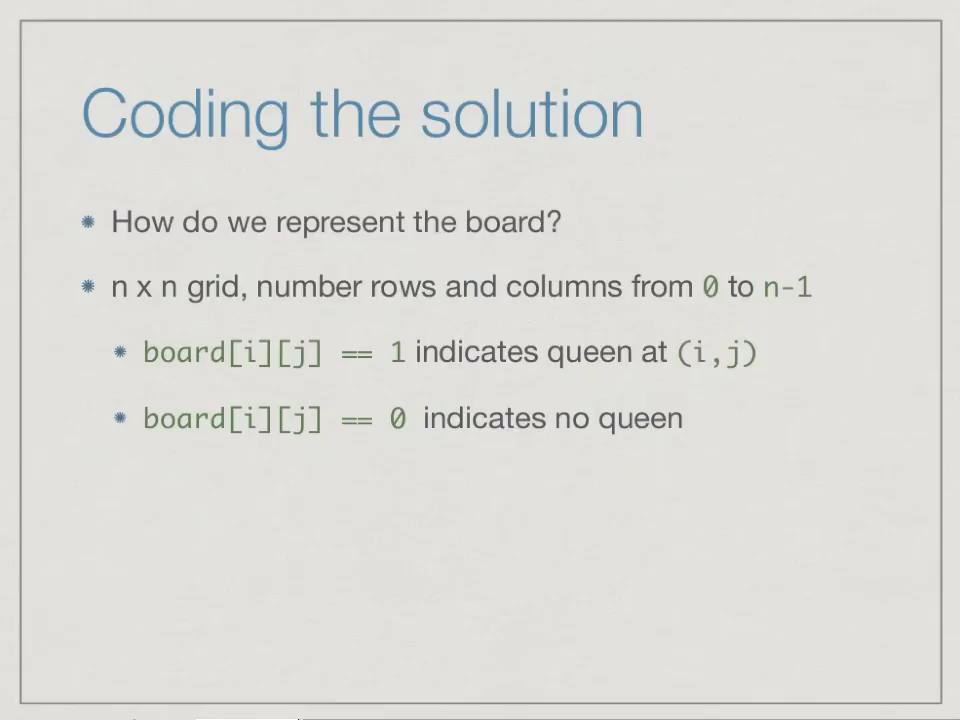 Coding the solution
How do we represent the board?
n x n grid, number rows and columns from 0 to n-1
board[i][j] == 1 indicates queen at (i,j)
board[i][j] == 0 indicates no queen